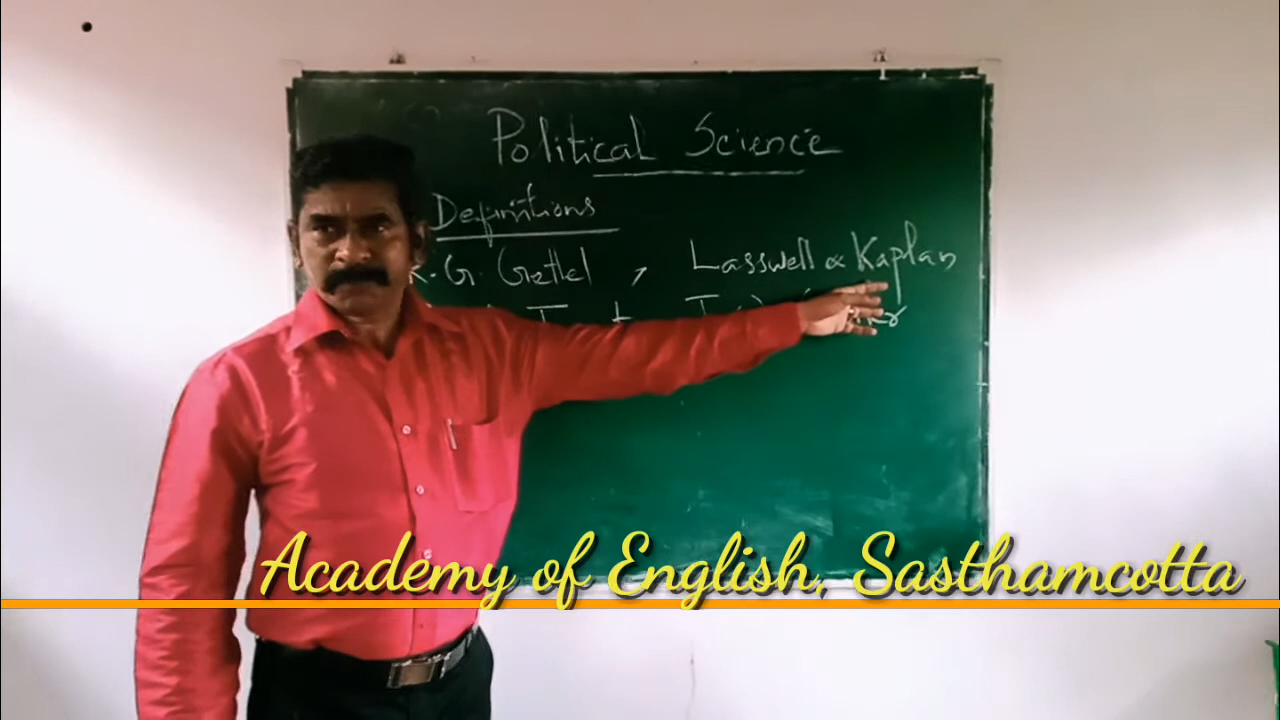 Political Science
Definitions
R. G. Gettel , Lasswell & Kaplan
Academy of English, Sasthamcotta